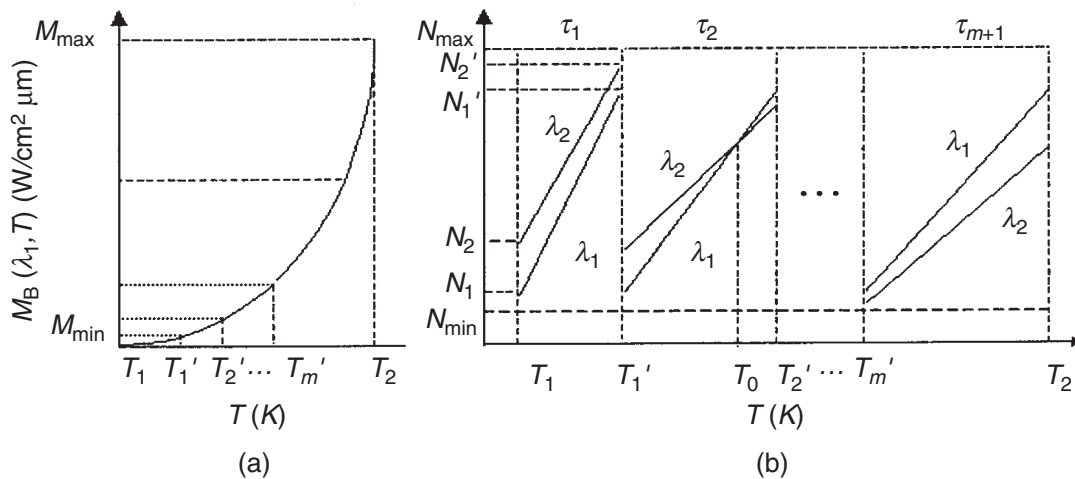 M_max
M_B (λ_1, T) (W/cm² μm)
M_min
T_1 T_1' T_2' ··· T_m' T_2
T (K)
(a)
N_max τ_1 τ_2 τ_{m+1}
N_2'
N_1'
λ_2 λ_2 λ_1
N_2 λ_2
N_1 λ_1 λ_1
N_min
T_1 T_1' T_0 T_2' ··· T_m' T_2
T (K)
(b)